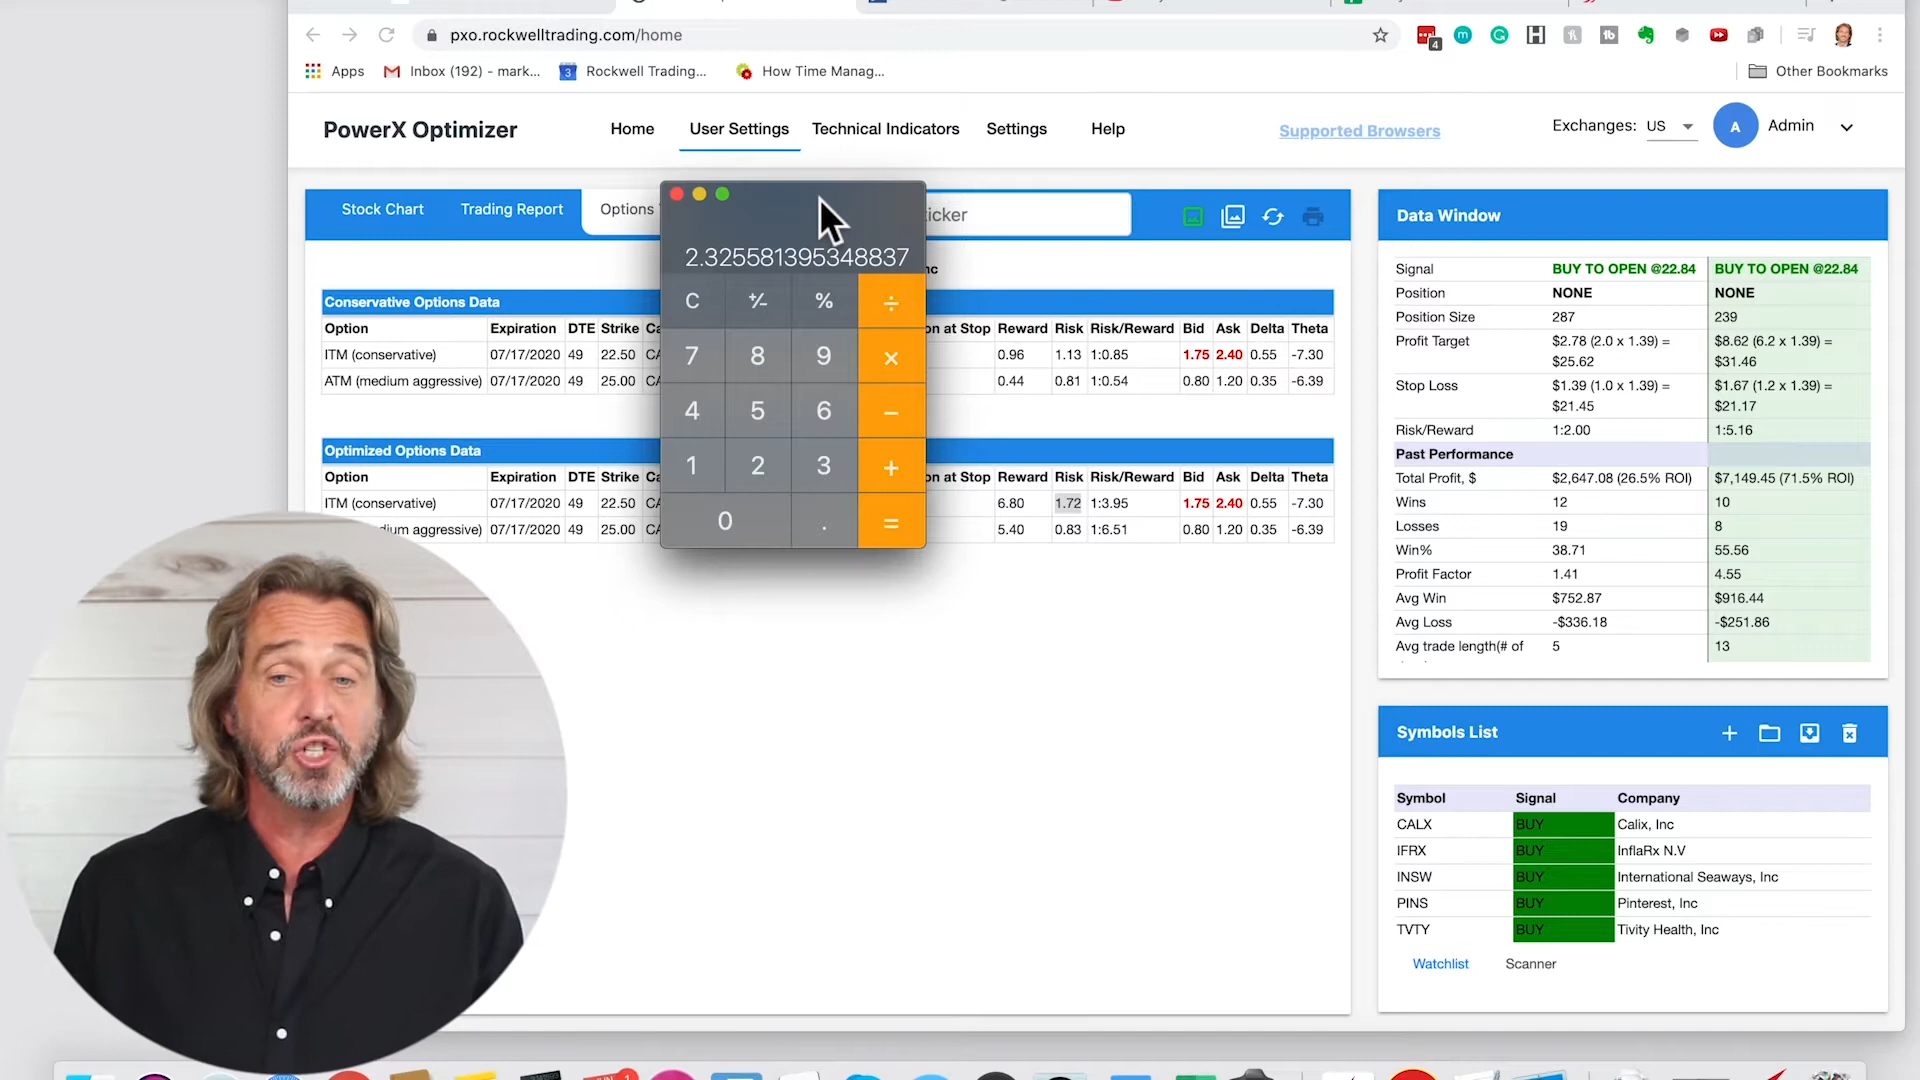 pxo.rockwelltrading.com/home
4
Apps
Inbox (192) - mark...
3
Rockwell Trading...
How Time Manag...
Other Bookmarks
PowerX Optimizer
Home
User Settings
Technical Indicators
Settings
Help
Supported Browsers
Exchanges: US
A
Admin
Stock Chart
Trading Report
Options
icker
nc
2.325581395348837
C +⁄- % ÷
7 8 9 ×
4 5 6 −
1 2 3 +
0 . =
Conservative Options Data
Option Expiration DTE Strike Ca on at Stop Reward Risk Risk/Reward Bid Ask Delta Theta
ITM (conservative) 07/17/2020 49 22.50 CA 0.96 1.13 1:0.85 1.75 2.40 0.55 -7.30
ATM (medium aggressive) 07/17/2020 49 25.00 CA 0.44 0.81 1:0.54 0.80 1.20 0.35 -6.39
Optimized Options Data
Option Expiration DTE Strike Ca on at Stop Reward Risk Risk/Reward Bid Ask Delta Theta
ITM (conservative) 07/17/2020 49 22.50 CA 6.80 1.72 1:3.95 1.75 2.40 0.55 -7.30
um aggressive) 07/17/2020 49 25.00 CA 5.40 0.83 1:6.51 0.80 1.20 0.35 -6.39
Data Window
Signal BUY TO OPEN @22.84 BUY TO OPEN @22.84
Position NONE NONE
Position Size 287 239
Profit Target $2.78 (2.0 x 1.39) = $8.62 (6.2 x 1.39) =
$25.62 $31.46
Stop Loss $1.39 (1.0 x 1.39) = $1.67 (1.2 x 1.39) =
$21.45 $21.17
Risk/Reward 1:2.00 1:5.16
Past Performance
Total Profit, $ $2,647.08 (26.5% ROI) $7,149.45 (71.5% ROI)
Wins 12 10
Losses 19 8
Win% 38.71 55.56
Profit Factor 1.41 4.55
Avg Win $752.87 $916.44
Avg Loss -$336.18 -$251.86
Avg trade length(# of 5 13
Symbols List
Symbol Signal Company
CALX BUY Calix, Inc
IFRX BUY InflaRx N.V
INSW BUY International Seaways, Inc
PINS BUY Pinterest, Inc
TVTY BUY Tivity Health, Inc
Watchlist
Scanner